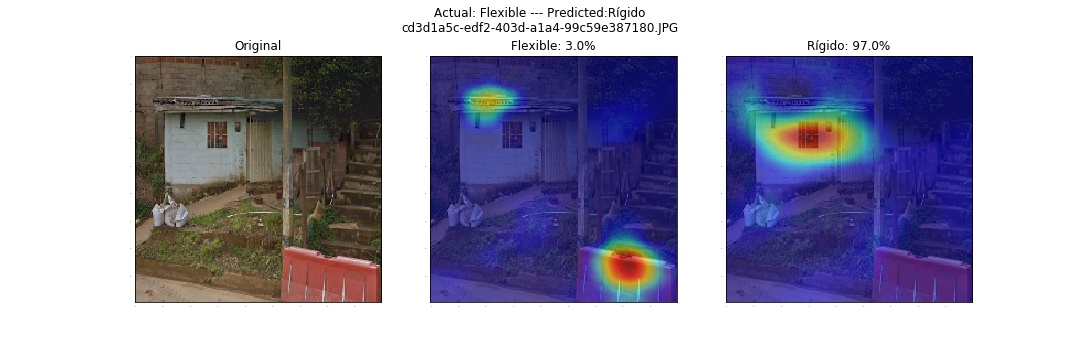 Actual: Flexible --- Predicted:Rígido
cd3d1a5c-edf2-403d-a1a4-99c59e387180.JPG
Original
Flexible: 3.0%
Rígido: 97.0%